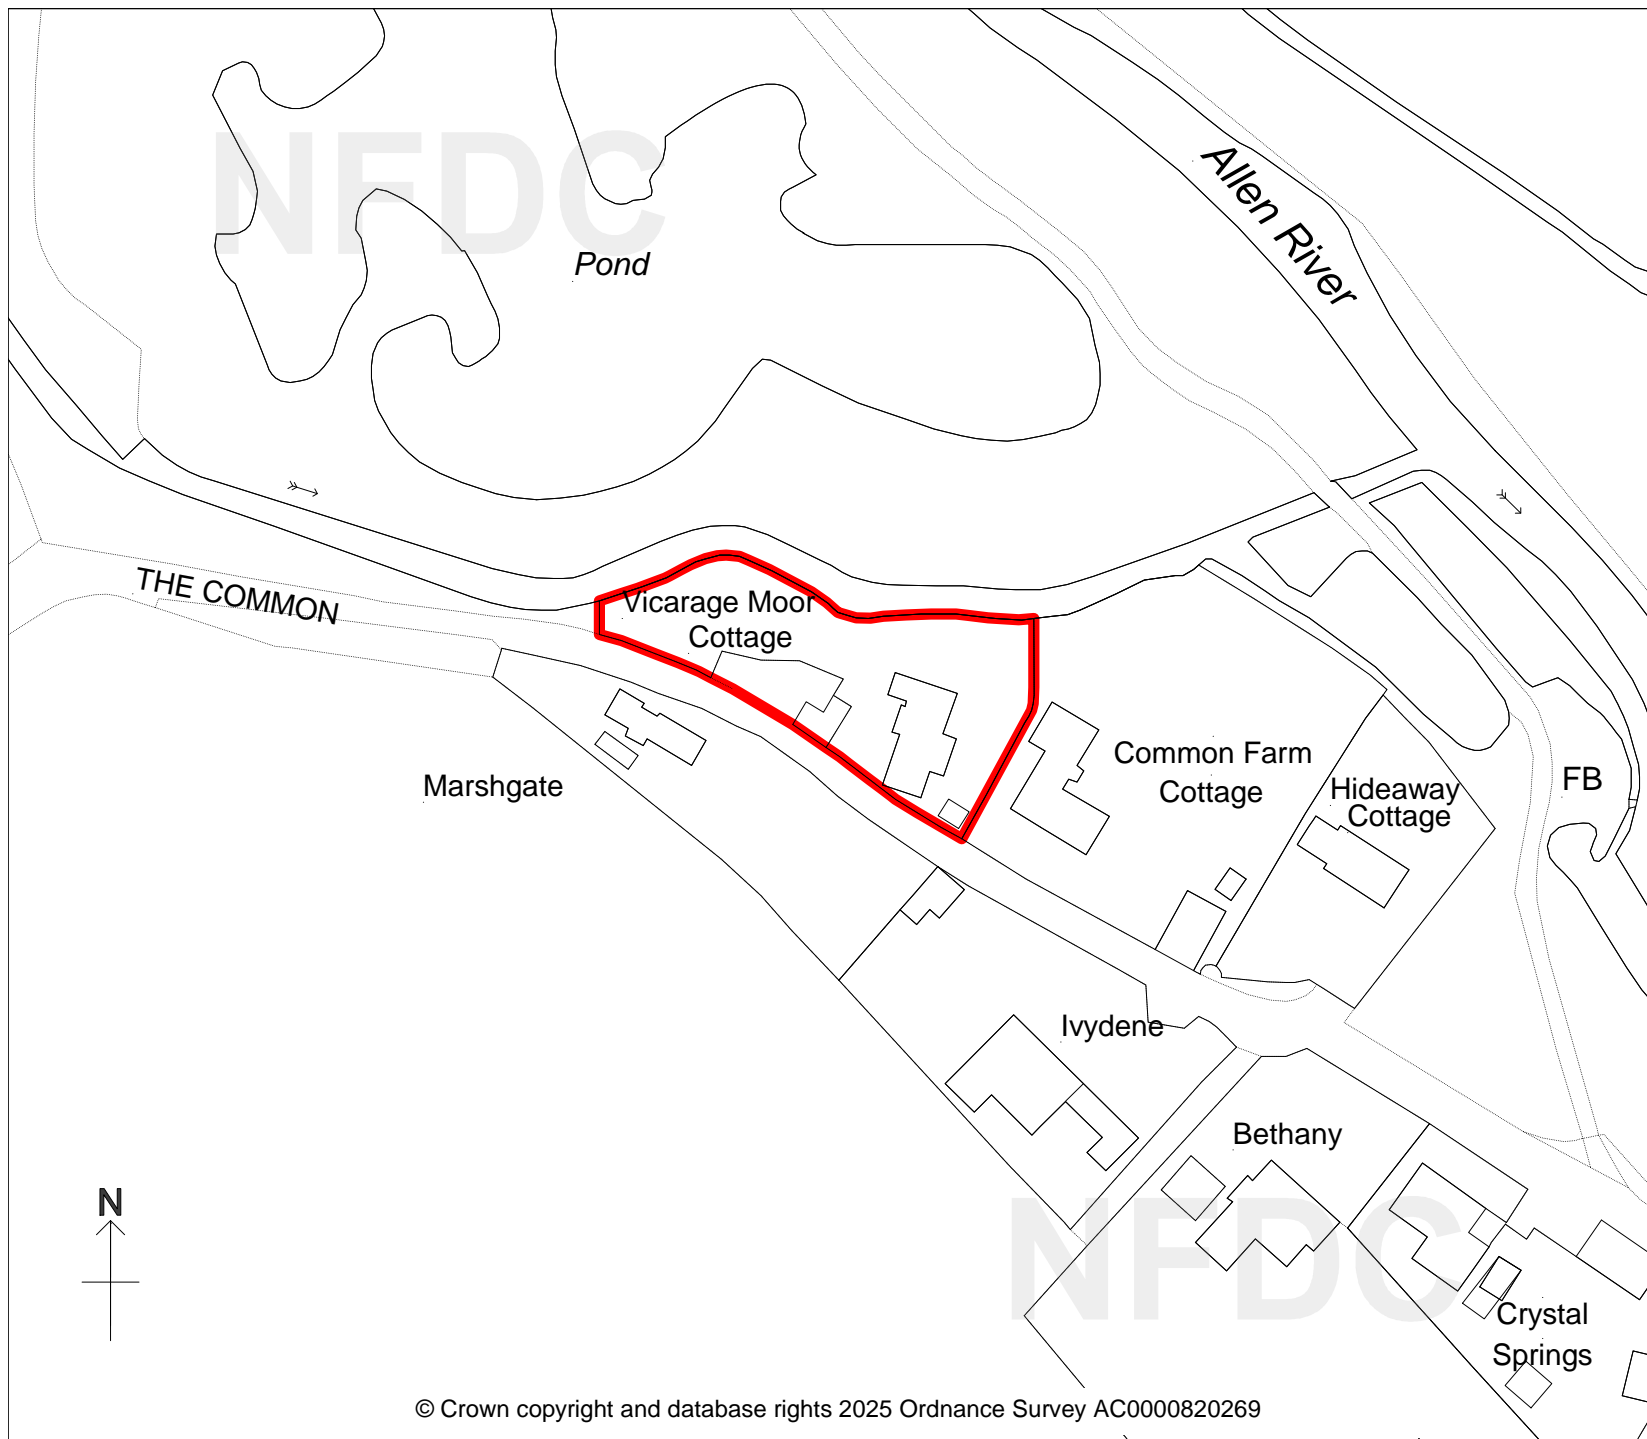 NFDC
Allen River
Pond
THE COMMON
Vicarage Moor
Cottage
Marshgate
Common Farm
Cottage
Hideaway
Cottage
FB
Ivydene
Bethany
N
NFDC
Crystal
Springs
© Crown copyright and database rights 2025 Ordnance Survey AC0000820269